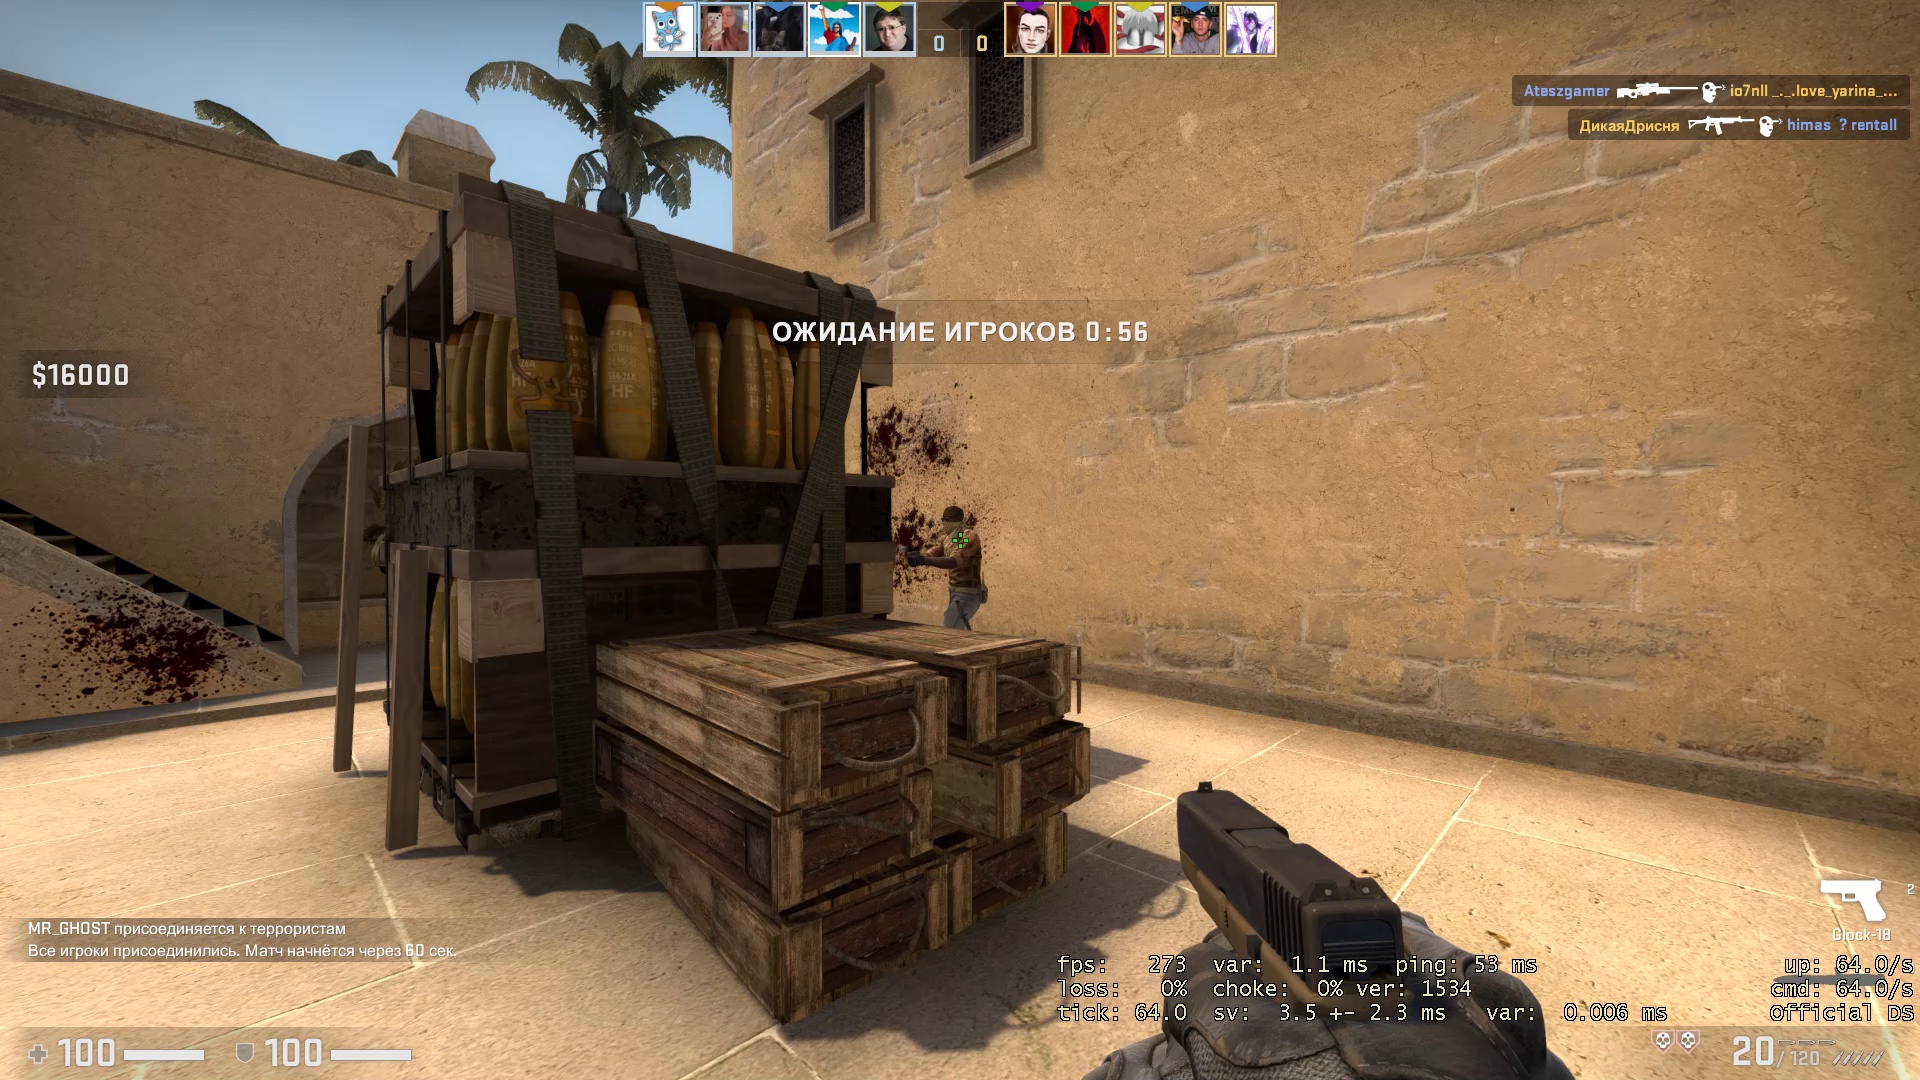 0 0
Ateszgamer io7nll _._.love_yarina_...
ДикаяДрисня himas ? rentall
ОЖИДАНИЕ ИГРОКОВ 0:56
$16000
HF
MR_GHOST присоединяется к террористам
Все игроки присоединились. Матч начнётся через 60 сек.
2
Glock-18
fps: 273 var: 1.1 ms ping: 53 ms
loss: 0% choke: 0% ver: 1534
tick: 64.0 sv: 3.5 +- 2.3 ms var: 0.006 ms
up: 64.0/s
cmd: 64.0/s
Official DS
100 100
20 / 120